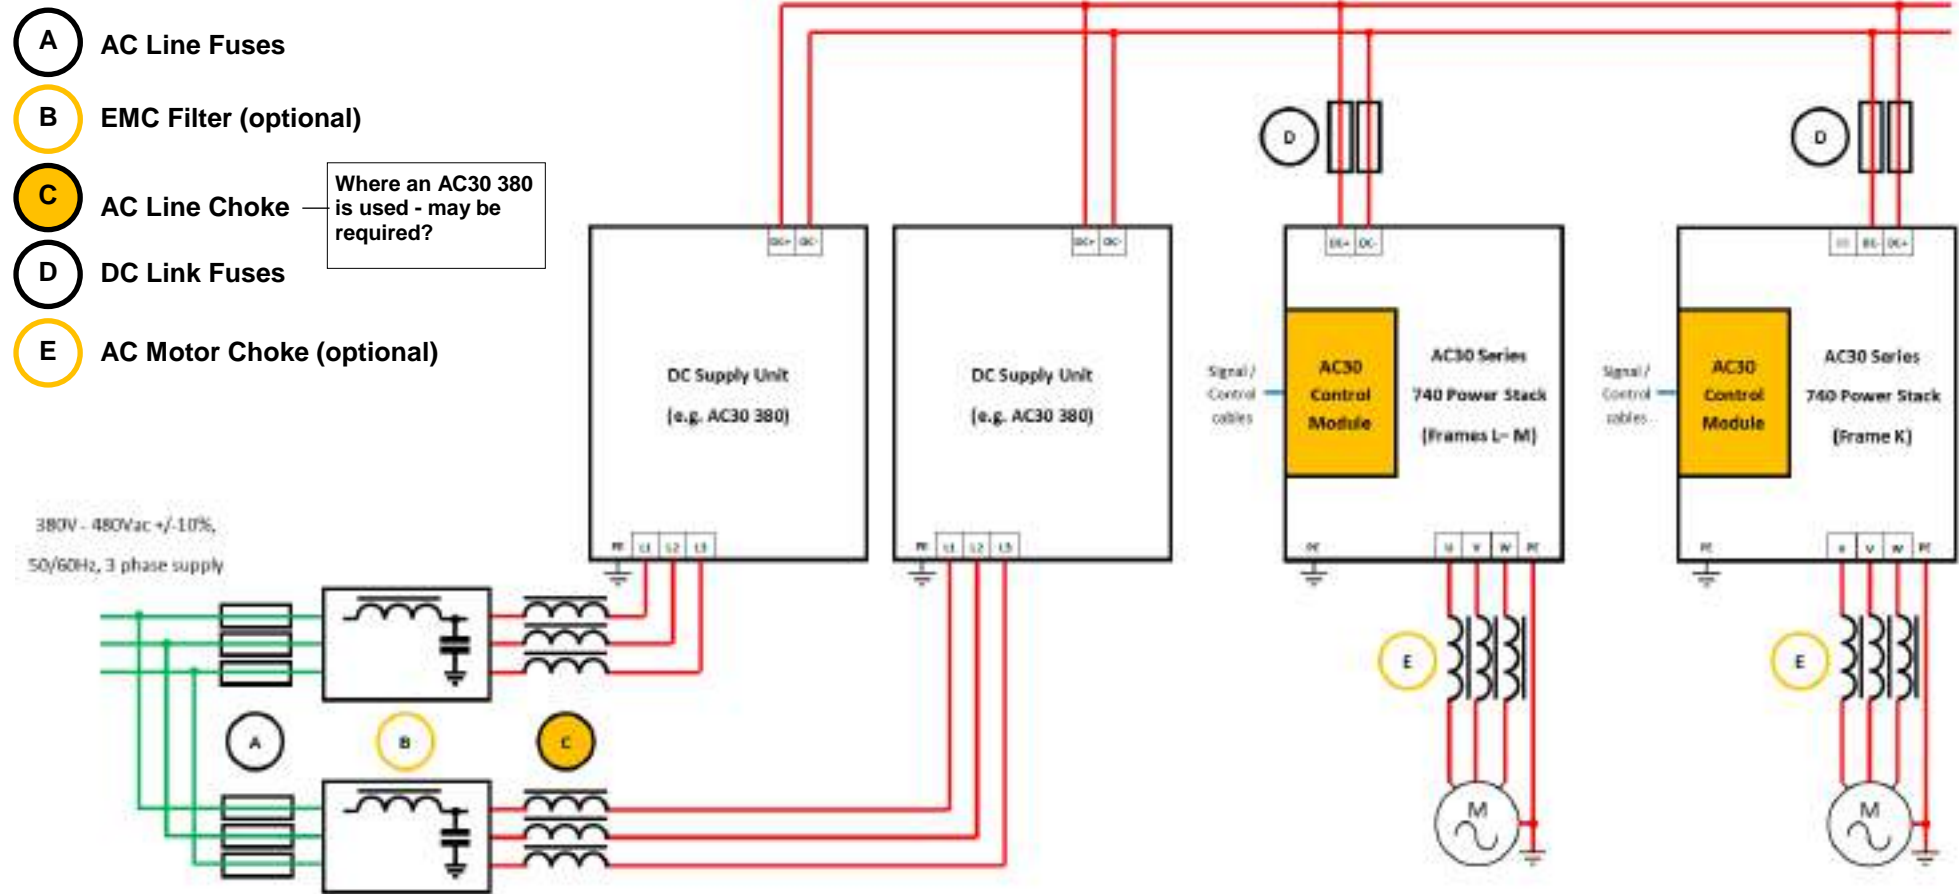 A AC Line Fuses
B EMC Filter (optional)
C AC Line Choke
Where an AC30 380
is used - may be
required?
D DC Link Fuses
E AC Motor Choke (optional)
380V - 480Vac +/-10%,
50/60Hz, 3 phase supply
A
B
C
DC+ DC-
DC Supply Unit
(e.g. AC30 380)
PE L1 L2 L3
DC+ DC-
DC Supply Unit
(e.g. AC30 380)
PE L1 L2 L3
D
DC+ DC-
Signal /
Control
cables
AC30
Control
Module
AC30 Series
740 Power Stack
(Frames L– M)
PE
U V W PE
E
M
D
DC- DC+
Signal /
Control
cables
AC30
Control
Module
AC30 Series
740 Power Stack
(Frame K)
PE
U V W PE
E
M